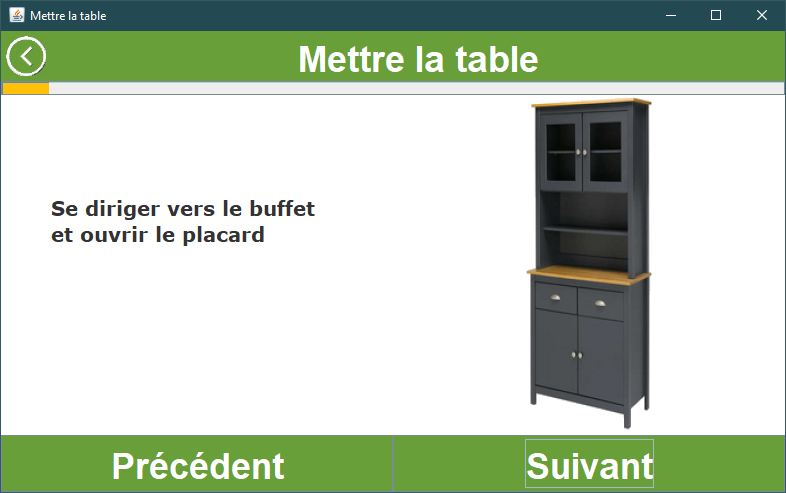 Mettre la table
Mettre la table
Se diriger vers le buffet
et ouvrir le placard
Précédent
Suivant